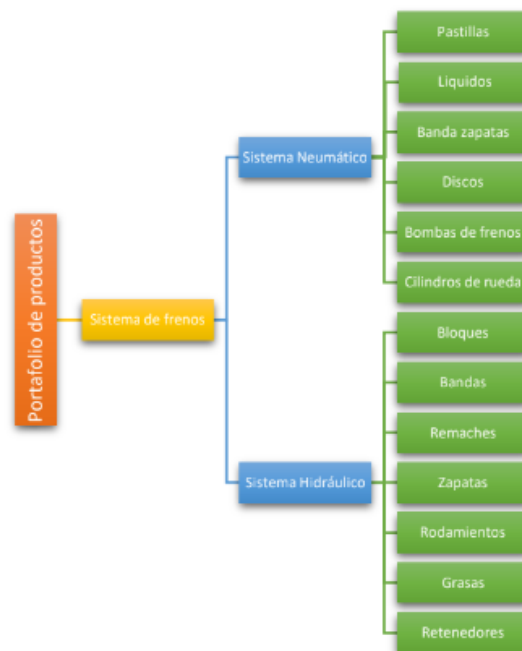 Portafolio de productos
Sistema de frenos
Sistema Neumático
Pastillas
Liquidos
Banda zapatas
Discos
Bombas de frenos
Cilindros de rueda
Sistema Hidráulico
Bloques
Bandas
Remaches
Zapatas
Rodamientos
Grasas
Retenedores